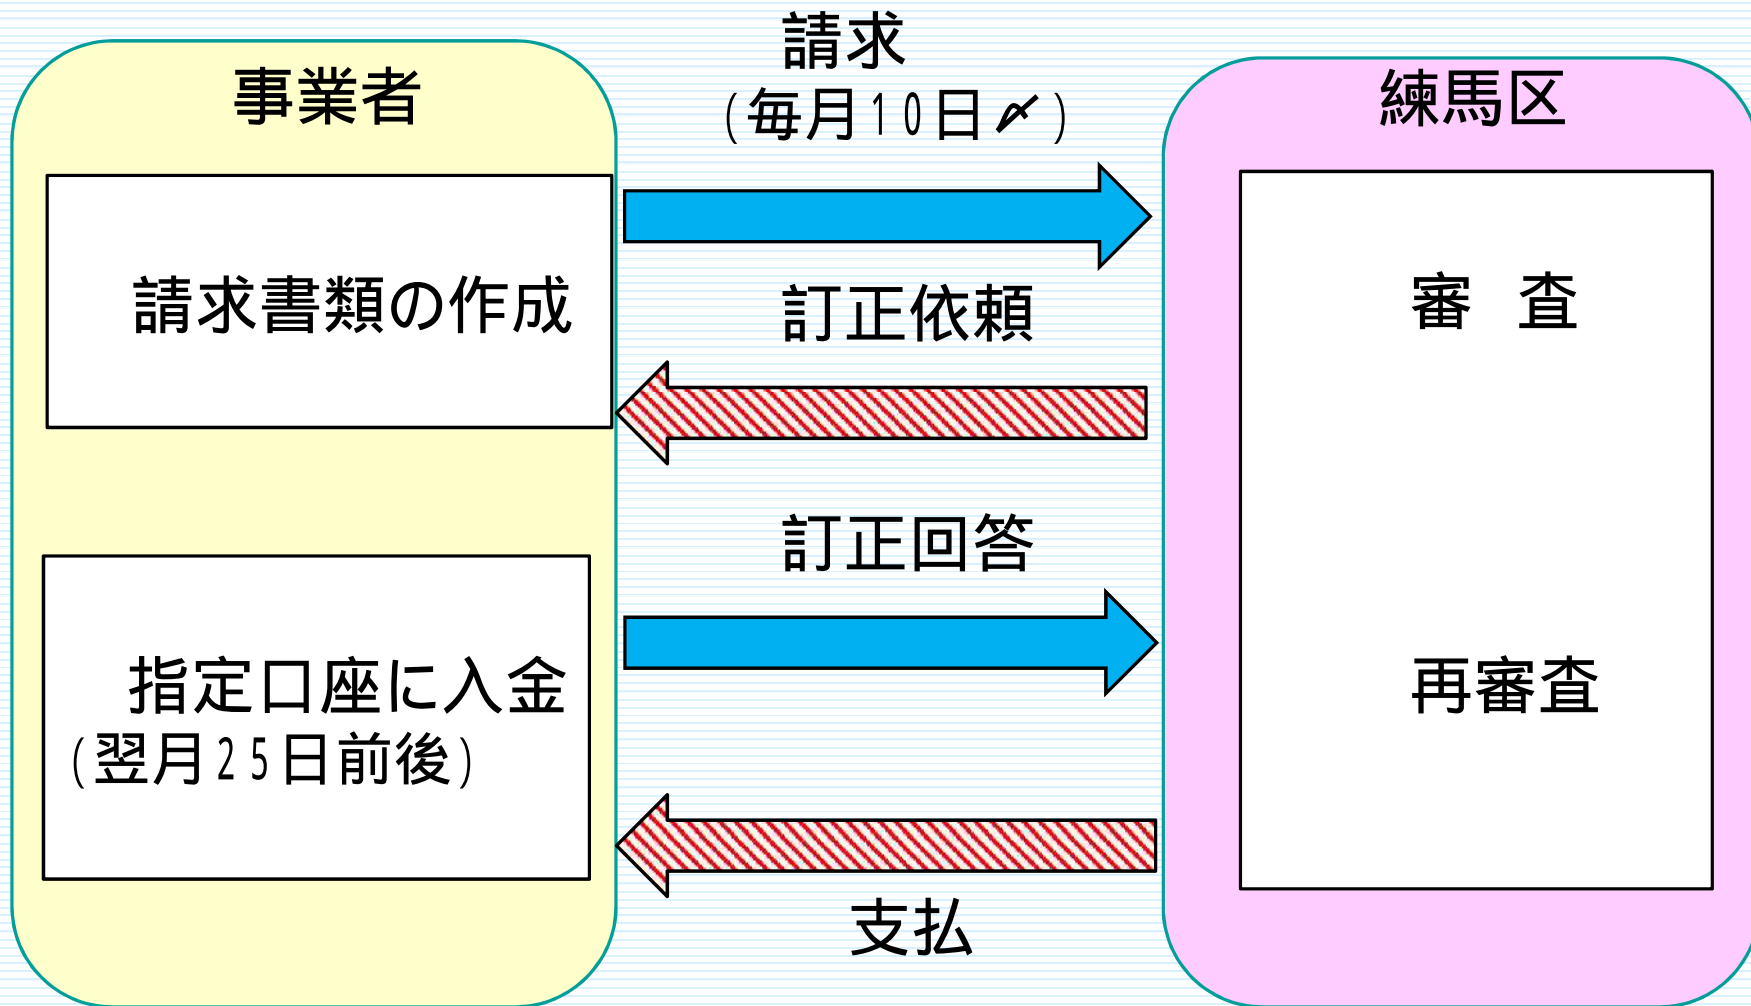 事業者
請求書類の作成
指定口座に入金
(翌月25日前後)
請求
(毎月10日〆)
訂正依頼
訂正回答
支払
練馬区
審　査
再審査